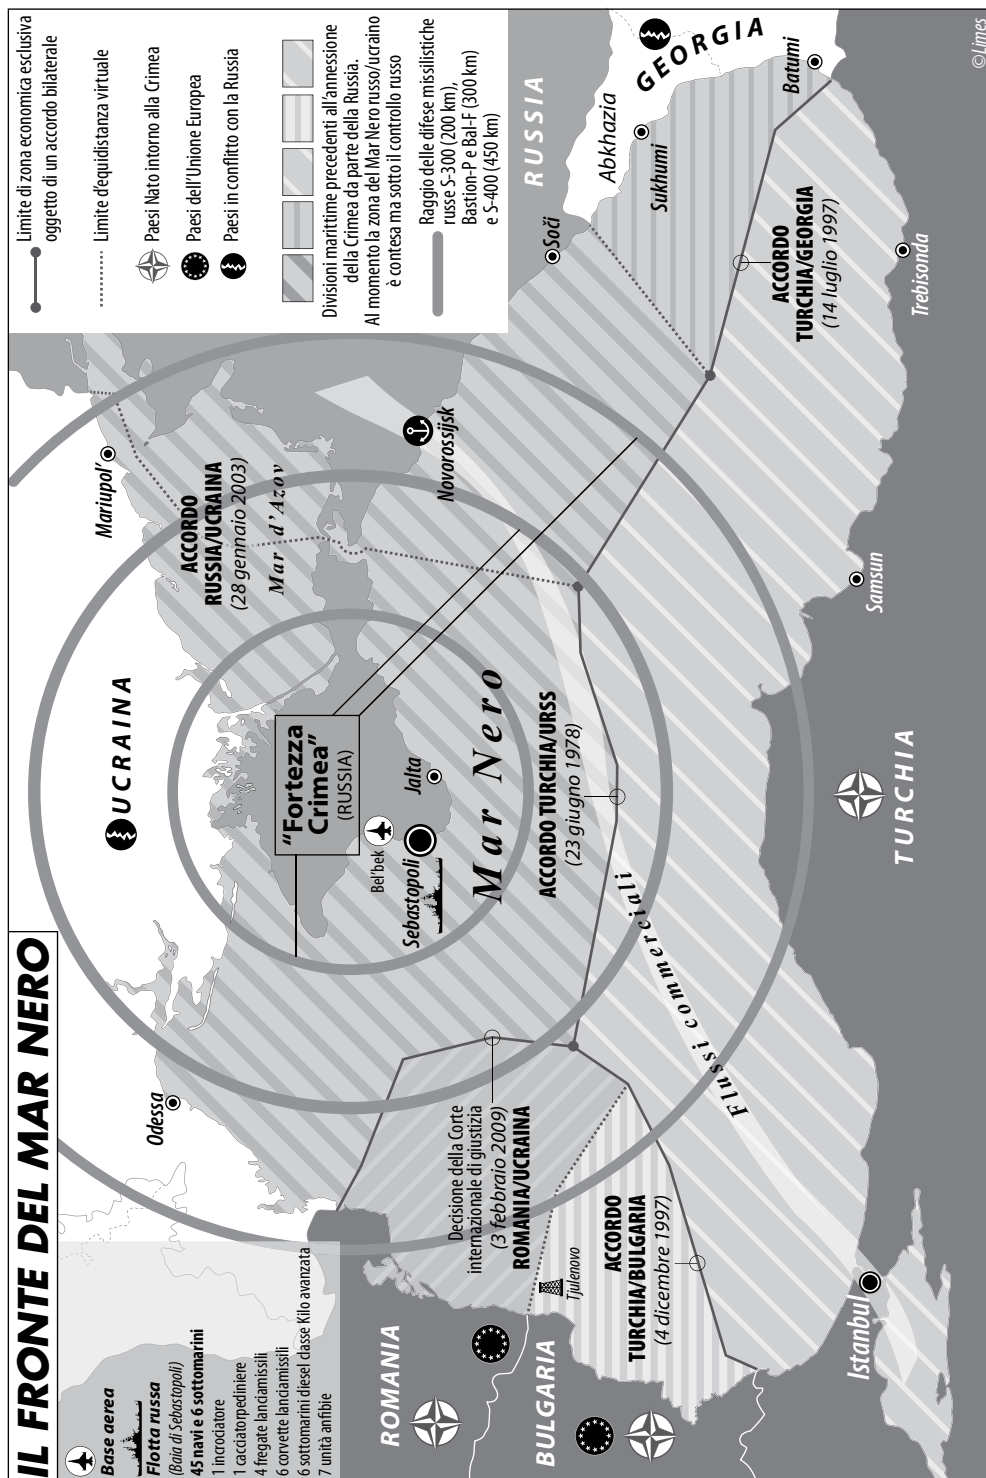 IL FRONTE DEL MAR NERO
Base aerea
Flotta russa
(Baia di Sebastopoli)
45 navi e 6 sottomarini
1 incrociatore
1 cacciatorpediniere
4 fregate lanciamissili
6 corvette lanciamissili
6 sottomarini diesel classe Kilo avanzata
7 unità anfibie
Limite di zona economica esclusiva
oggetto di un accordo bilaterale
Limite d'equidistanza virtuale
Paesi Nato intorno alla Crimea
Paesi dell'Unione Europea
Paesi in conflitto con la Russia
Divisioni marittime precedenti all'annessione
della Crimea da parte della Russia.
Al momento la zona del Mar Nero russo/ucraino
è contesa ma sotto il controllo russo
Raggio delle difese missilistiche
russe S-300 (200 km),
Bastion-P e Bal-F (300 km)
e S-400 (450 km)
UCRAINA
Odessa
Mariupol'
ACCORDO
RUSSIA/UCRAINA
(28 gennaio 2003)
Mar d'Azov
"Fortezza
Crimea"
(RUSSIA)
Bel'bek
Sebastopoli
Jalta
Novorossijsk
Soči
RUSSIA
Abkhazia
GEORGIA
Sukhumi
Batumi
Mar Nero
Decisione della Corte
internazionale di giustizia
(3 febbraio 2009)
ROMANIA/UCRAINA
ROMANIA
BULGARIA
Tjulenovo
ACCORDO
TURCHIA/BULGARIA
(4 dicembre 1997)
ACCORDO TURCHIA/URSS
(23 giugno 1978)
Flussi commerciali
ACCORDO
TURCHIA/GEORGIA
(14 luglio 1997)
Istanbul
TURCHIA
Samsun
Trebisonda
©Limes